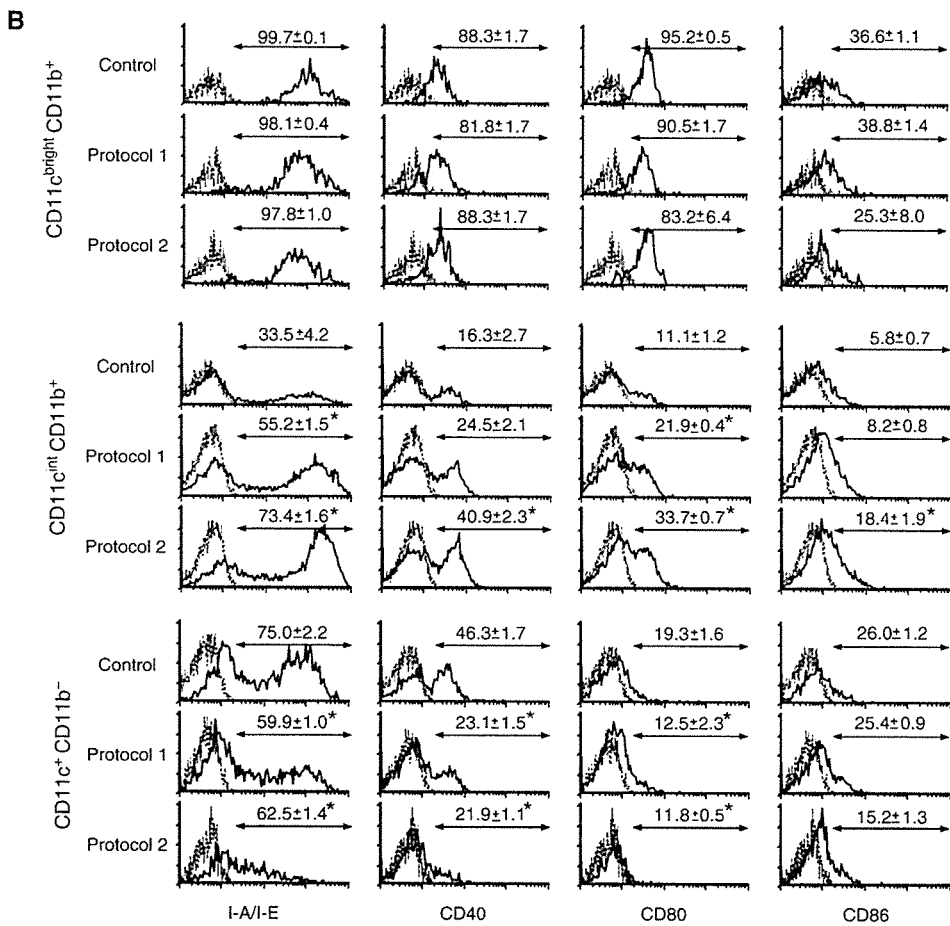 B
CD11cbright CD11b+
Control
99.7±0.1
88.3±1.7
95.2±0.5
36.6±1.1
Protocol 1
98.1±0.4
81.8±1.7
90.5±1.7
38.8±1.4
Protocol 2
97.8±1.0
88.3±1.7
83.2±6.4
25.3±8.0
CD11cint CD11b+
Control
33.5±4.2
16.3±2.7
11.1±1.2
5.8±0.7
Protocol 1
55.2±1.5*
24.5±2.1
21.9±0.4*
8.2±0.8
Protocol 2
73.4±1.6*
40.9±2.3*
33.7±0.7*
18.4±1.9*
CD11c+ CD11b−
Control
75.0±2.2
46.3±1.7
19.3±1.6
26.0±1.2
Protocol 1
59.9±1.0*
23.1±1.5*
12.5±2.3*
25.4±0.9
Protocol 2
62.5±1.4*
21.9±1.1*
11.8±0.5*
15.2±1.3
I-A/I-E
CD40
CD80
CD86